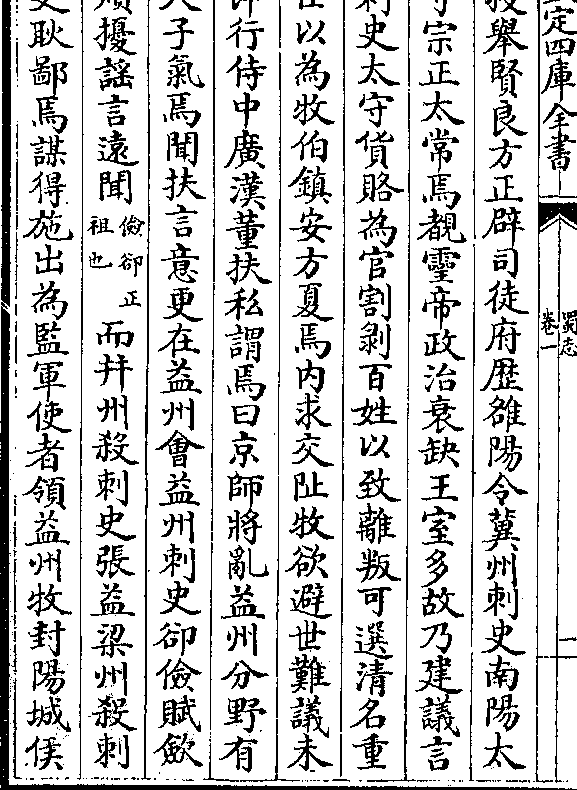 定四庫全書
蜀志
卷一
一
舉賢良方正辟司徒府歴雒陽令冀州刺史南陽太
宗正太常焉覩靈帝政治衰缺王室多故乃建議言
刺史太守貨賂為官割剥百姓以致離叛可選清名重
以為牧伯鎮安方夏焉内求交阯牧欲避世難議未
即行侍中廣漢董扶私謂焉曰京師將亂益州分野有
天子氣焉聞扶言意更在益州㑹益州刺史郤儉賦斂
煩擾謡言遠聞儉郤正祖也而并州殺刺史張益梁州殺刺
史耿鄙焉謀得施出為監軍使者領益州牧封陽城侯